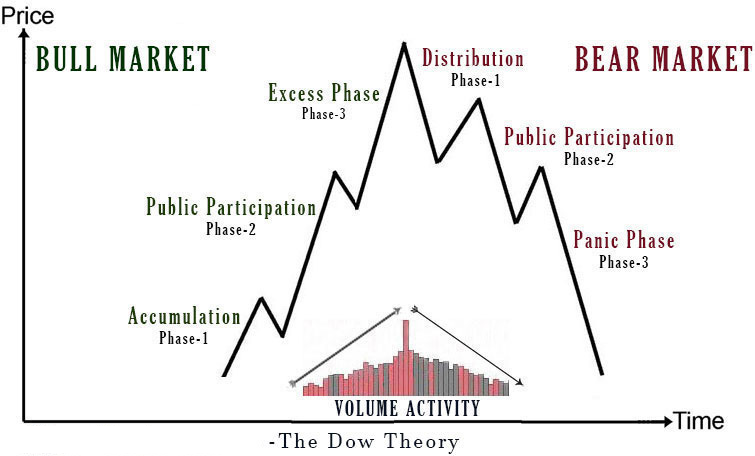 Price
BULL MARKET
BEAR MARKET
Distribution
Phase-1
Excess Phase
Phase-3
Public Participation
Phase-2
Public Participation
Phase-2
Panic Phase
Phase-3
Accumulation
Phase-1
VOLUME ACTIVITY
Time
-The Dow Theory